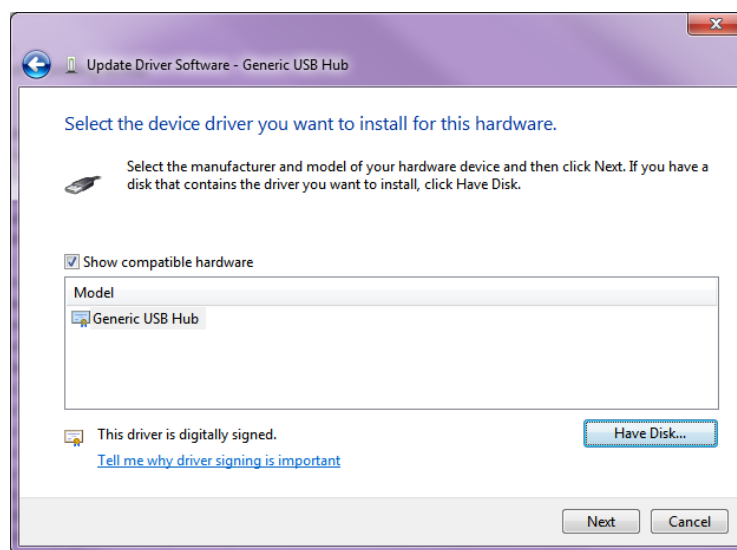 Update Driver Software - Generic USB Hub
Select the device driver you want to install for this hardware.
Select the manufacturer and model of your hardware device and then click Next. If you have a
disk that contains the driver you want to install, click Have Disk.
Show compatible hardware
Model
Generic USB Hub
This driver is digitally signed.
Have Disk...
Tell me why driver signing is important
Next
Cancel